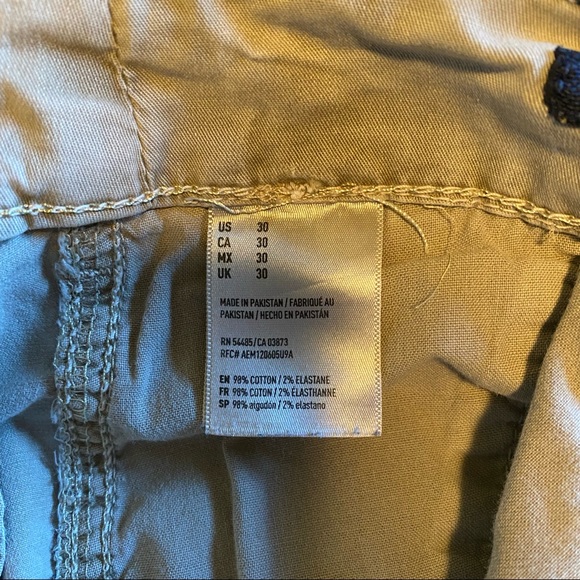 US 30
CA 30
MX 30
UK 30
MADE IN PAKISTAN / FABRIQUÉ AU
PAKISTAN / HECHO EN PAKISTÁN
RN 54485/CA 03873
RFC# AEM120605U9A
EN 98% COTTON / 2% ELASTANE
FR 98% COTON / 2% ÉLASTHANNE
SP 98% algodón / 2% elastano